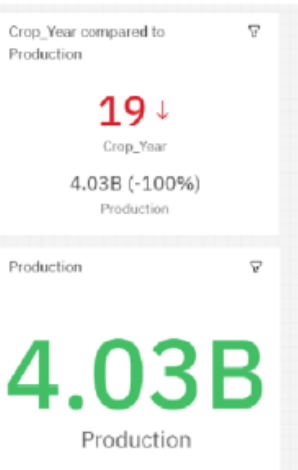 Crop_Year compared to
Production
19 ↓
Crop_Year
4.03B (-100%)
Production
Production
4.03B
Production